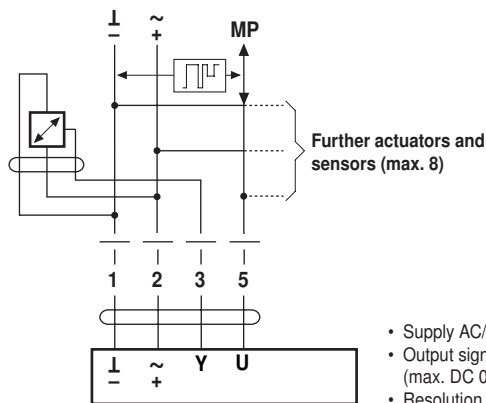 ⊥ ~ MP
– +
Further actuators and
sensors (max. 8)
1 2 3 5
⊥ ~ Y U
– +
• Supply AC/
• Output sign
(max. DC 0
• Resolution